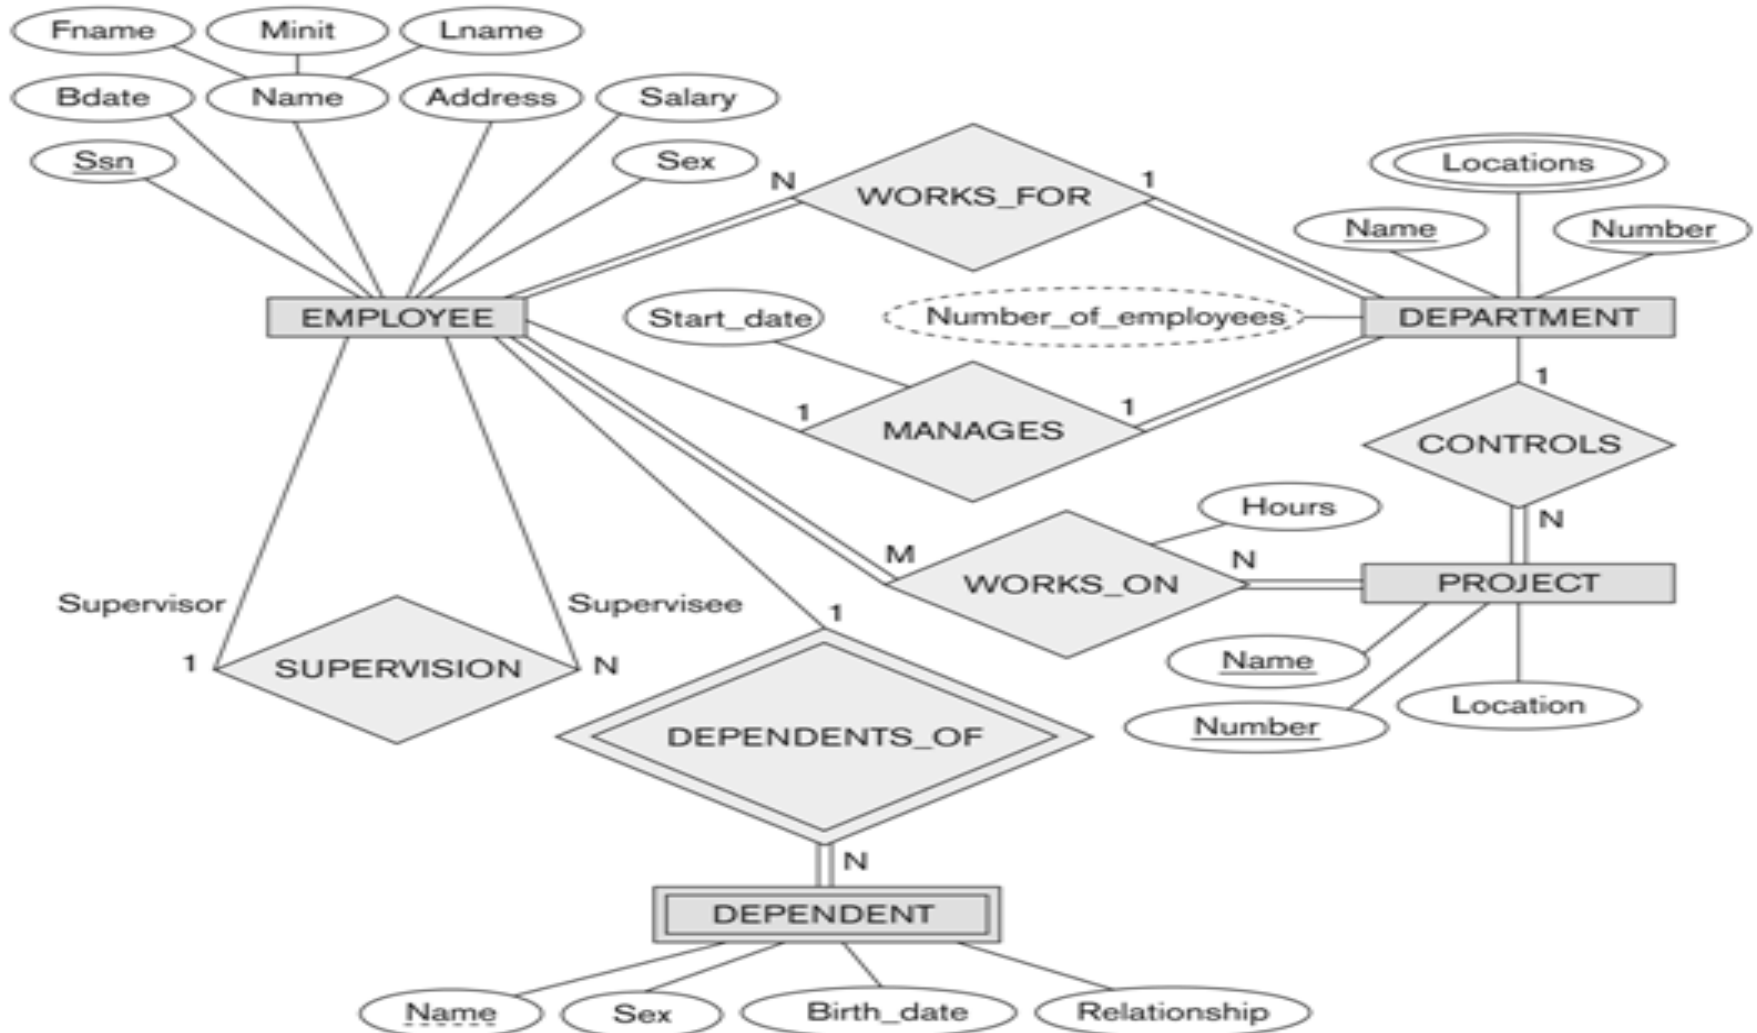 Fname Minit Lname
Bdate Name Address Salary
Ssn Sex
Locations
N WORKS_FOR 1
Name Number
EMPLOYEE Start_date Number_of_employees DEPARTMENT
1
1 MANAGES 1
CONTROLS
Hours
N
M WORKS_ON N PROJECT
Supervisor Supervisee
1
1 SUPERVISION N
Name
Location
Number
DEPENDENTS_OF
N
DEPENDENT
Name Sex Birth_date Relationship